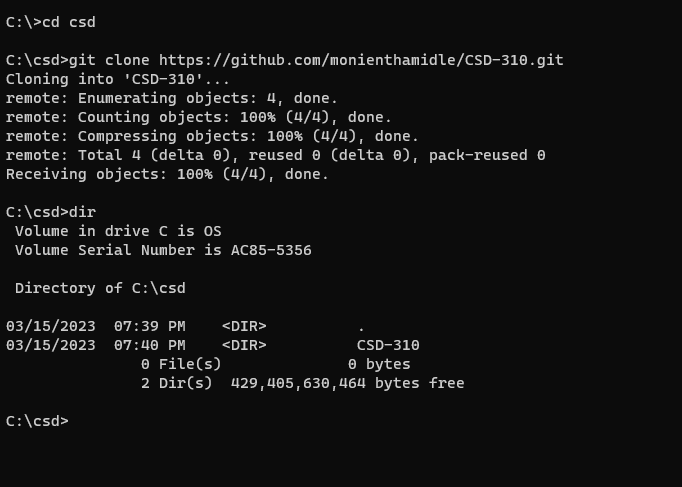 C:\>cd csd
C:\csd>git clone https://github.com/monienthamidle/CSD-310.git
Cloning into 'CSD-310'...
remote: Enumerating objects: 4, done.
remote: Counting objects: 100% (4/4), done.
remote: Compressing objects: 100% (4/4), done.
remote: Total 4 (delta 0), reused 0 (delta 0), pack-reused 0
Receiving objects: 100% (4/4), done.
C:\csd>dir
 Volume in drive C is OS
 Volume Serial Number is AC85-5356
 Directory of C:\csd
03/15/2023  07:39 PM    <DIR>          .
03/15/2023  07:40 PM    <DIR>          CSD-310
               0 File(s)              0 bytes
               2 Dir(s)  429,405,630,464 bytes free
C:\csd>